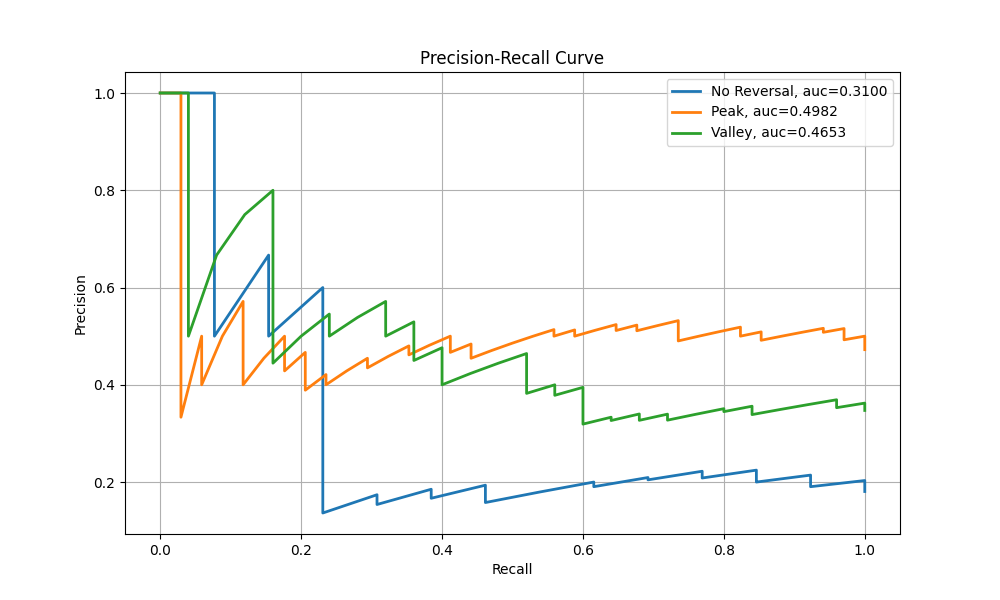 Precision-Recall Curve
No Reversal, auc=0.3100
Peak, auc=0.4982
Valley, auc=0.4653
Precision
1.0
0.8
0.6
0.4
0.2
0.0 0.2 0.4 0.6 0.8 1.0
Recall